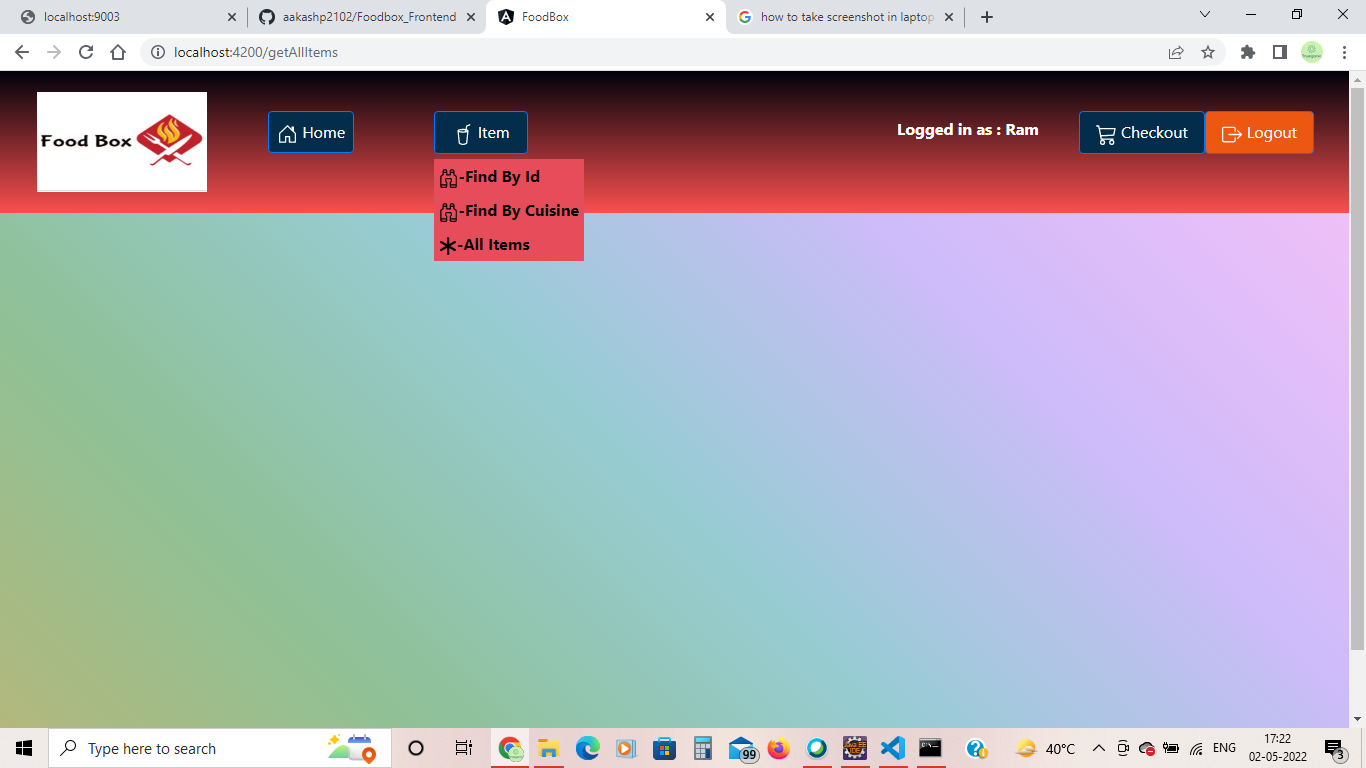 localhost:9003
aakashp2102/Foodbox_Frontend
FoodBox
how to take screenshot in laptop
localhost:4200/getAllItems
Food Box
Home
Item
Logged in as : Ram
Checkout
Logout
-Find By Id
-Find By Cuisine
-All Items
Type here to search
99
40°C
ENG
17:22
02-05-2022
3